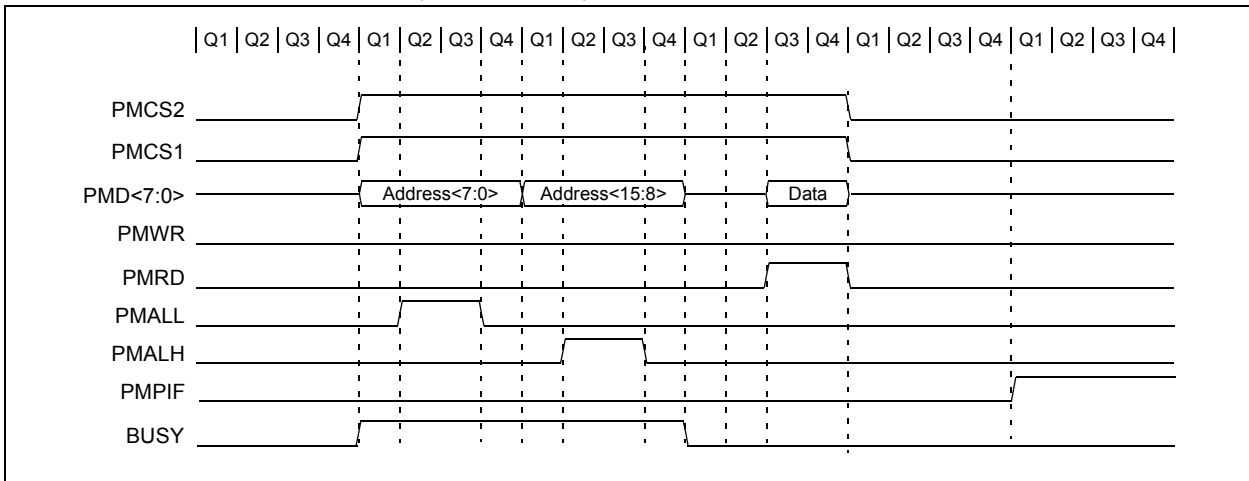 Q1 Q2 Q3 Q4 Q1 Q2 Q3 Q4 Q1 Q2 Q3 Q4 Q1 Q2 Q3 Q4 Q1 Q2 Q3 Q4 Q1 Q2 Q3 Q4
PMCS2
PMCS1
PMD<7:0> Address<7:0> Address<15:8> Data
PMWR
PMRD
PMALL
PMALH
PMPIF
BUSY